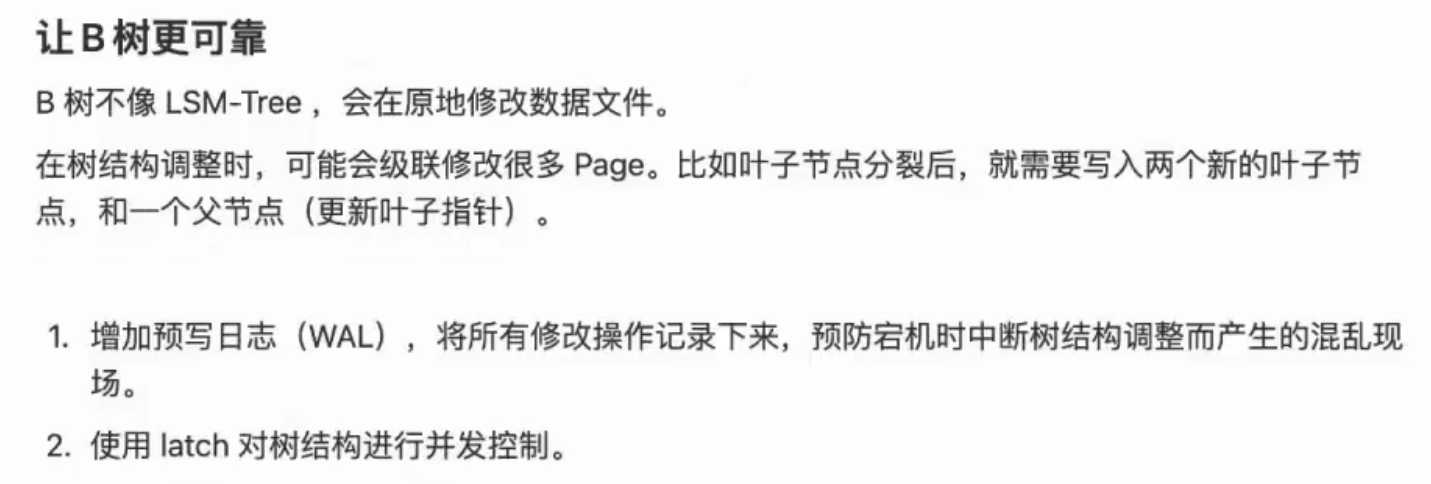 让 B 树更可靠
B 树不像 LSM-Tree ，会在原地修改数据文件。
在树结构调整时，可能会级联修改很多 Page。比如叶子节点分裂后，就需要写入两个新的叶子节
点，和一个父节点（更新叶子指针）。
1. 增加预写日志（WAL），将所有修改操作记录下来，预防宕机时中断树结构调整而产生的混乱现
场。
2. 使用 latch 对树结构进行并发控制。